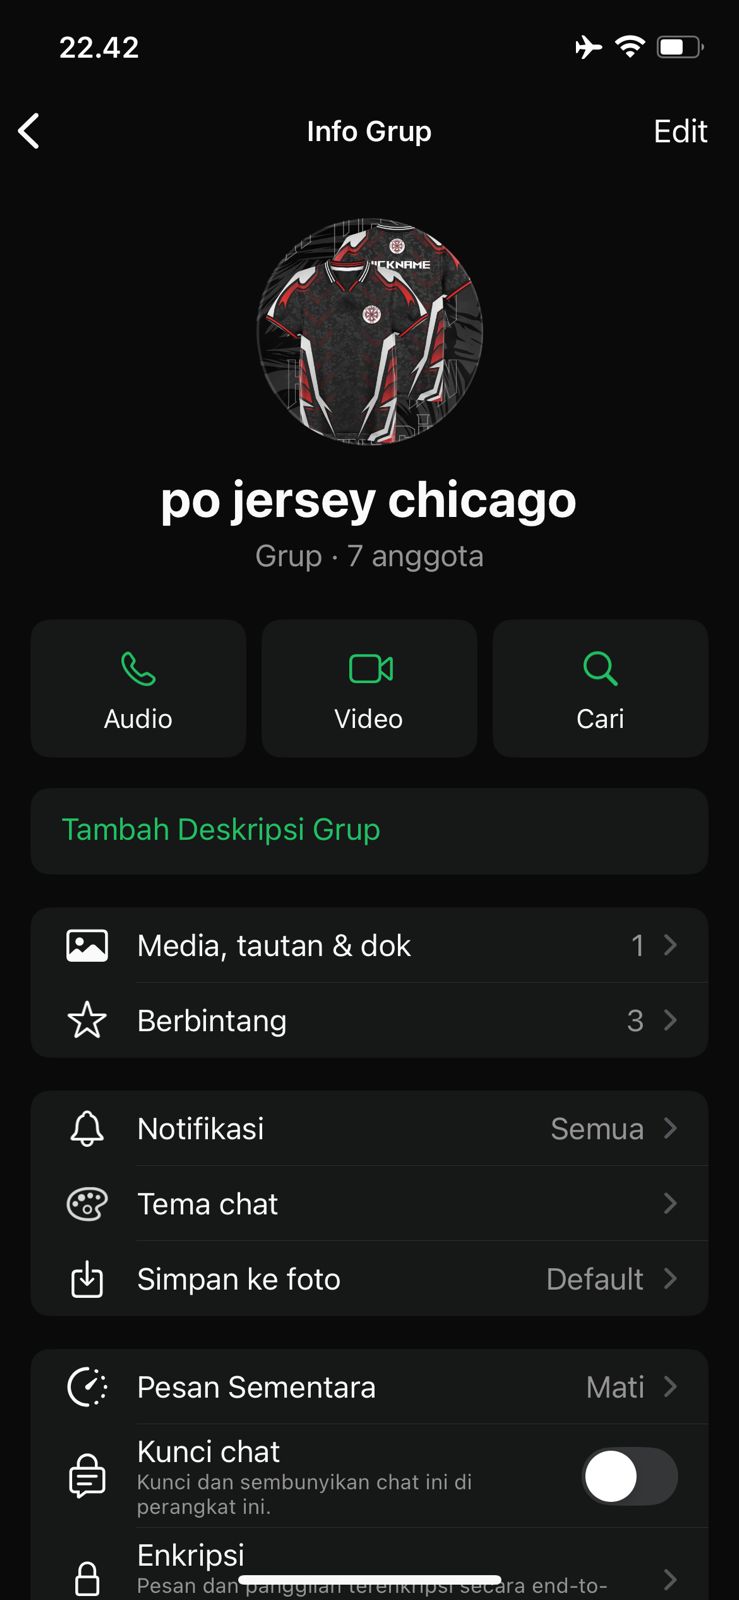 22.42
Info Grup
Edit
po jersey chicago
Grup · 7 anggota
Audio
Video
Cari
Tambah Deskripsi Grup
Media, tautan & dok
1
Berbintang
3
Notifikasi
Semua
Tema chat
Simpan ke foto
Default
Pesan Sementara
Mati
Kunci chat
Kunci dan sembunyikan chat ini di
perangkat ini.
Enkripsi
Pesan dan panggilan terenkripsi secara end-to-